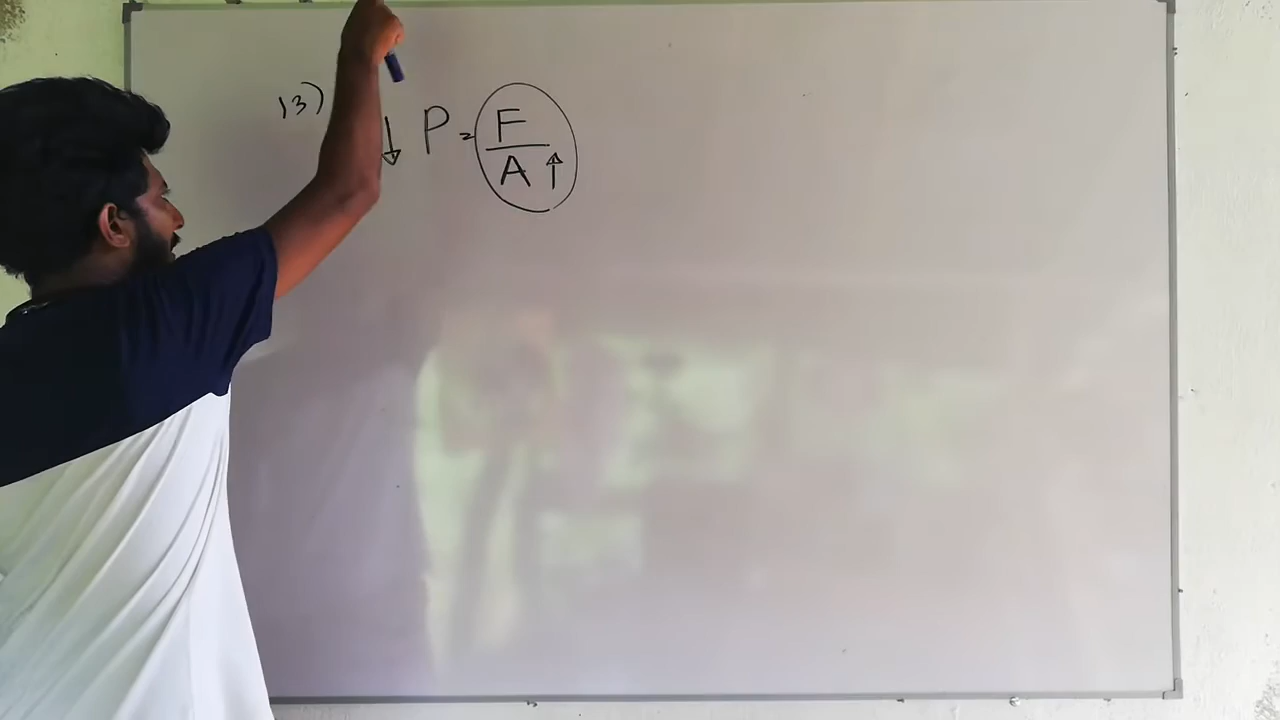 13) ↓ P = F/A ↑